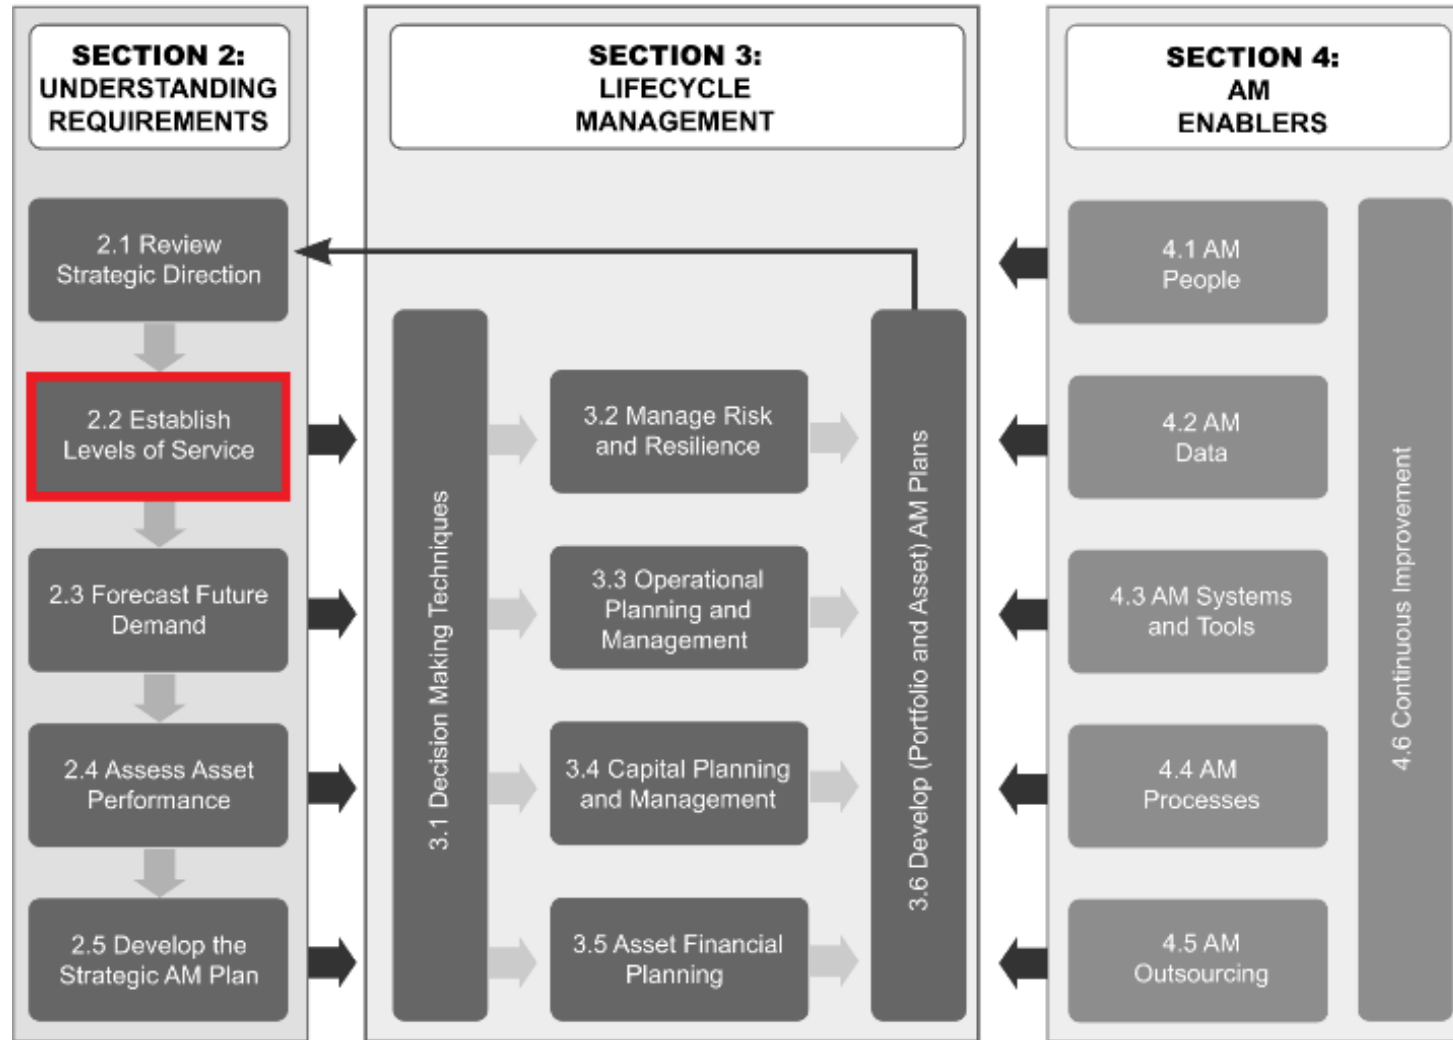 SECTION 2:
UNDERSTANDING
REQUIREMENTS
2.1 Review
Strategic Direction
2.2 Establish
Levels of Service
2.3 Forecast Future
Demand
2.4 Assess Asset
Performance
2.5 Develop the
Strategic AM Plan
SECTION 3:
LIFECYCLE
MANAGEMENT
3.1 Decision Making Techniques
3.2 Manage Risk
and Resilience
3.3 Operational
Planning and
Management
3.4 Capital Planning
and Management
3.5 Asset Financial
Planning
3.6 Develop (Portfolio and Asset) AM Plans
SECTION 4:
AM
ENABLERS
4.1 AM
People
4.2 AM
Data
4.3 AM Systems
and Tools
4.4 AM
Processes
4.5 AM
Outsourcing
4.6 Continuous Improvement